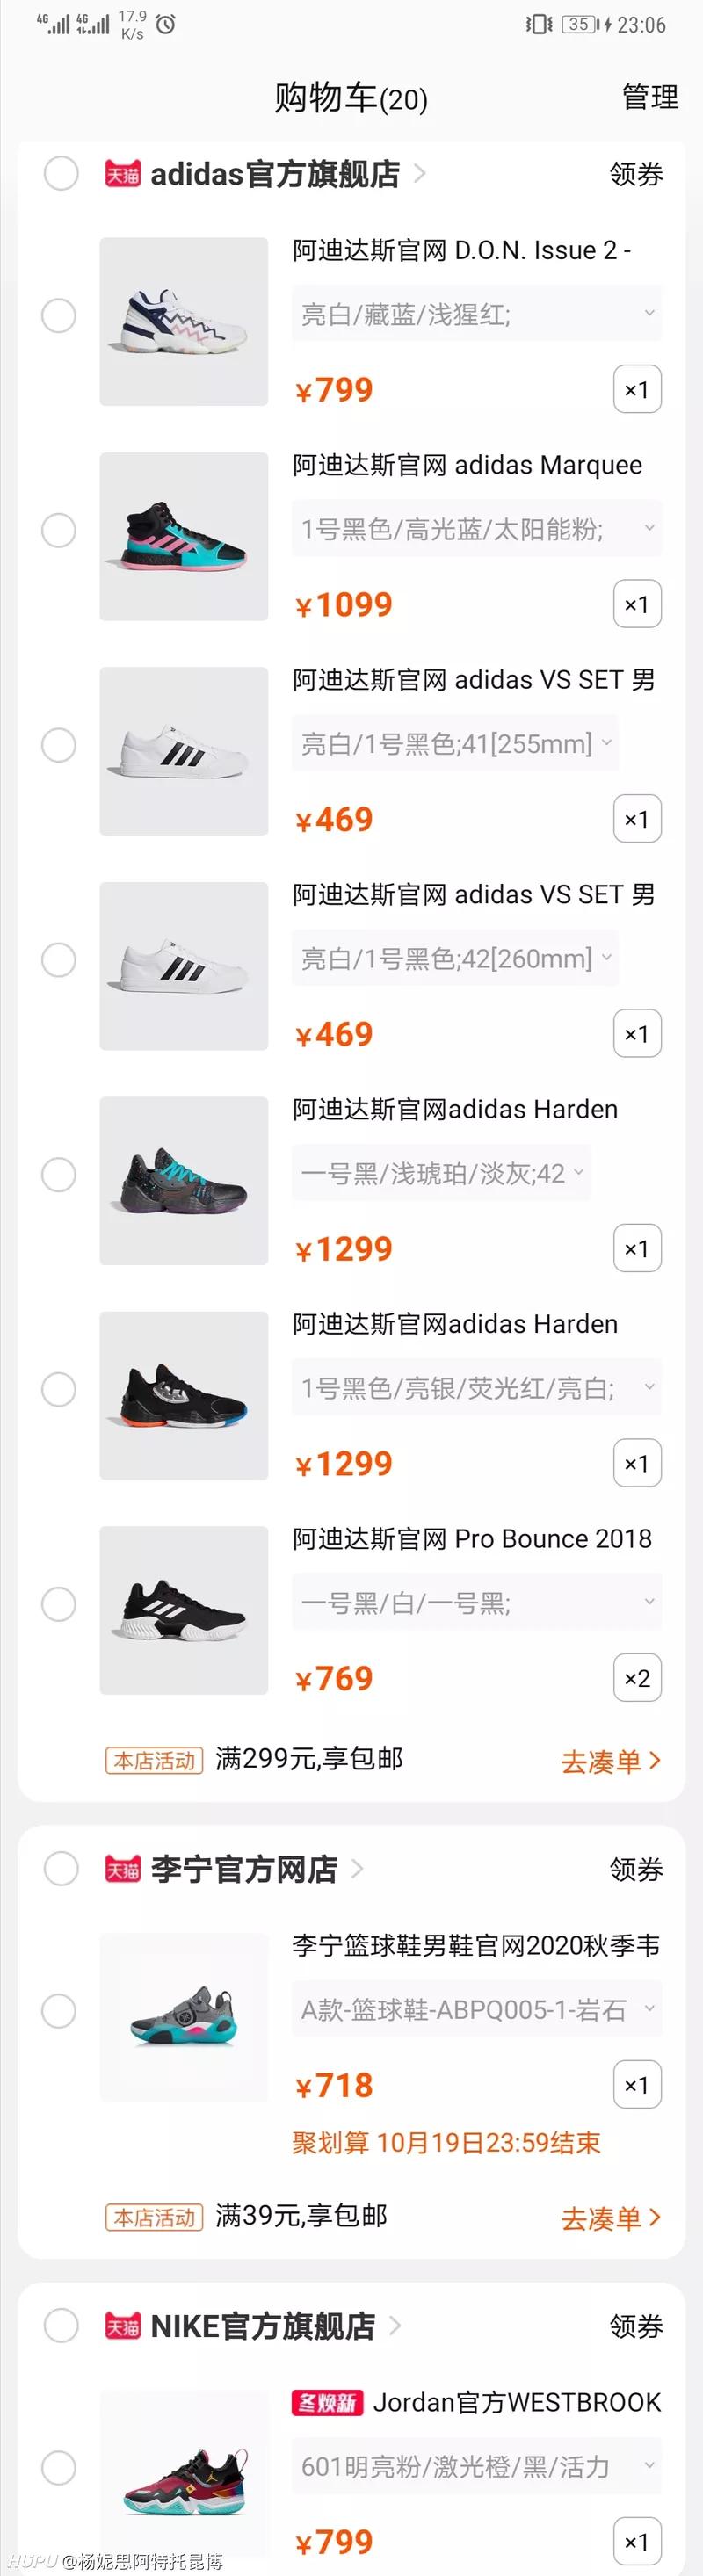 4G 4G 17.9 K/s 35 23:06
购物车(20) 管理
天猫 adidas官方旗舰店 领券
阿迪达斯官网 D.O.N. Issue 2 -
亮白/藏蓝/浅猩红;
¥799 ×1
阿迪达斯官网 adidas Marquee
1号黑色/高光蓝/太阳能粉;
¥1099 ×1
阿迪达斯官网 adidas VS SET 男
亮白/1号黑色;41[255mm]
¥469 ×1
阿迪达斯官网 adidas VS SET 男
亮白/1号黑色;42[260mm]
¥469 ×1
阿迪达斯官网adidas Harden
一号黑/浅琥珀/淡灰;42
¥1299 ×1
阿迪达斯官网adidas Harden
1号黑色/亮银/荧光红/亮白;
¥1299 ×1
阿迪达斯官网 Pro Bounce 2018
一号黑/白/一号黑;
¥769 ×2
本店活动 满299元,享包邮 去凑单
天猫 李宁官方网店 领券
李宁篮球鞋男鞋官网2020秋季韦
A款-篮球鞋-ABPQ005-1-岩石
¥718 ×1
聚划算 10月19日23:59结束
本店活动 满39元,享包邮 去凑单
天猫 NIKE官方旗舰店 领券
冬焕新 Jordan官方WESTBROOK
601明亮粉/激光橙/黑/活力
¥799 ×1
HUPU @杨妮思阿特托昆博